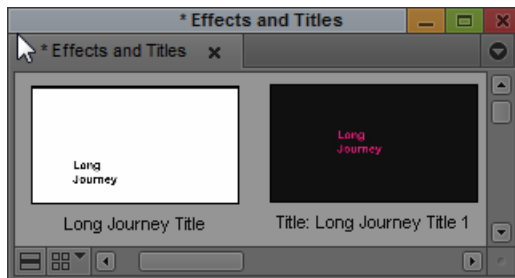 * Effects and Titles
* Effects and Titles x
Long
Journey
Long
Journey
Long Journey Title
Title: Long Journey Title 1